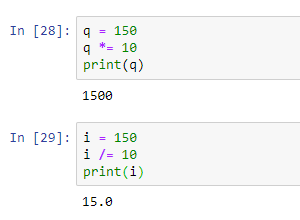 In [28]: q = 150
q *= 10
print(q)
1500
In [29]: i = 150
i /= 10
print(i)
15.0